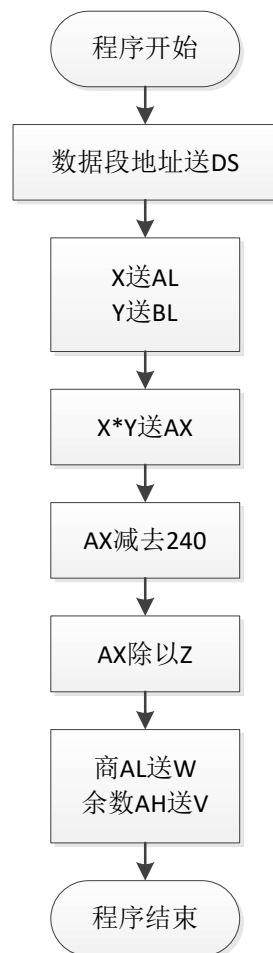 程序开始
数据段地址送DS
X送AL
Y送BL
X*Y送AX
AX减去240
AX除以Z
商AL送W
余数AH送V
程序结束